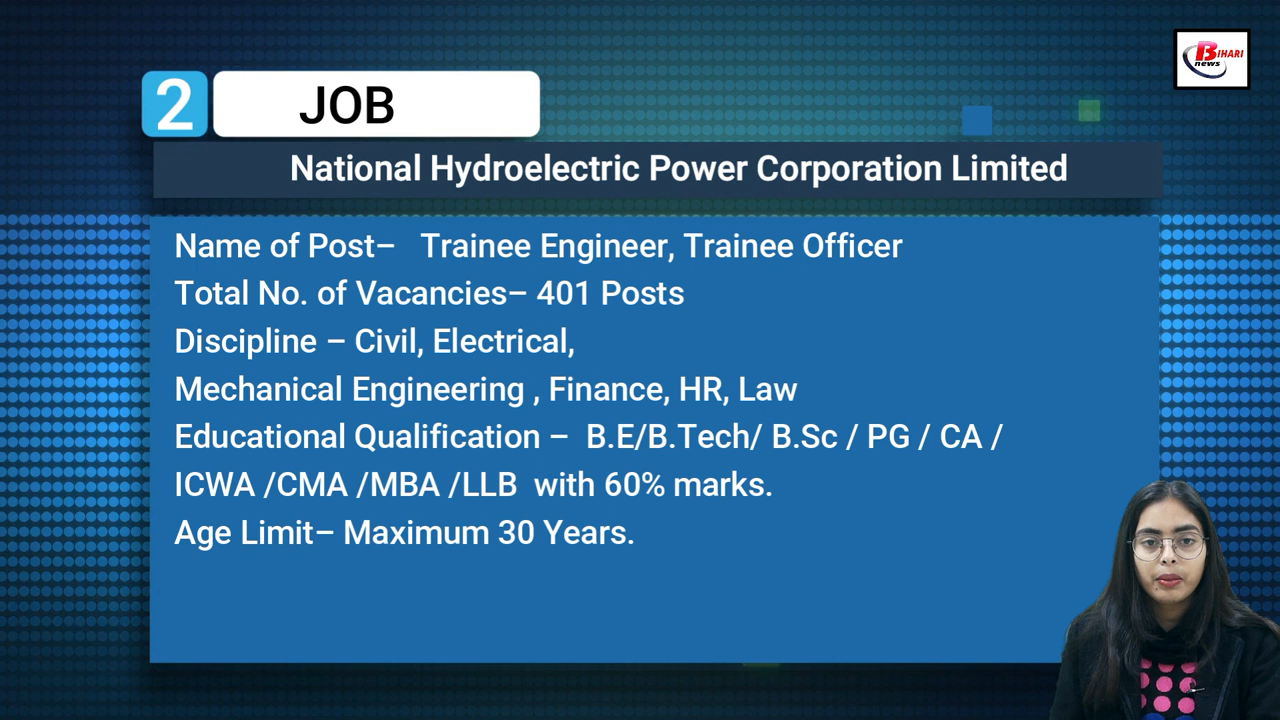 2 JOB
BIHARI
news
National Hydroelectric Power Corporation Limited
Name of Post– Trainee Engineer, Trainee Officer
Total No. of Vacancies– 401 Posts
Discipline – Civil, Electrical,
Mechanical Engineering , Finance, HR, Law
Educational Qualification – B.E/B.Tech/ B.Sc / PG / CA /
ICWA /CMA /MBA /LLB with 60% marks.
Age Limit– Maximum 30 Years.